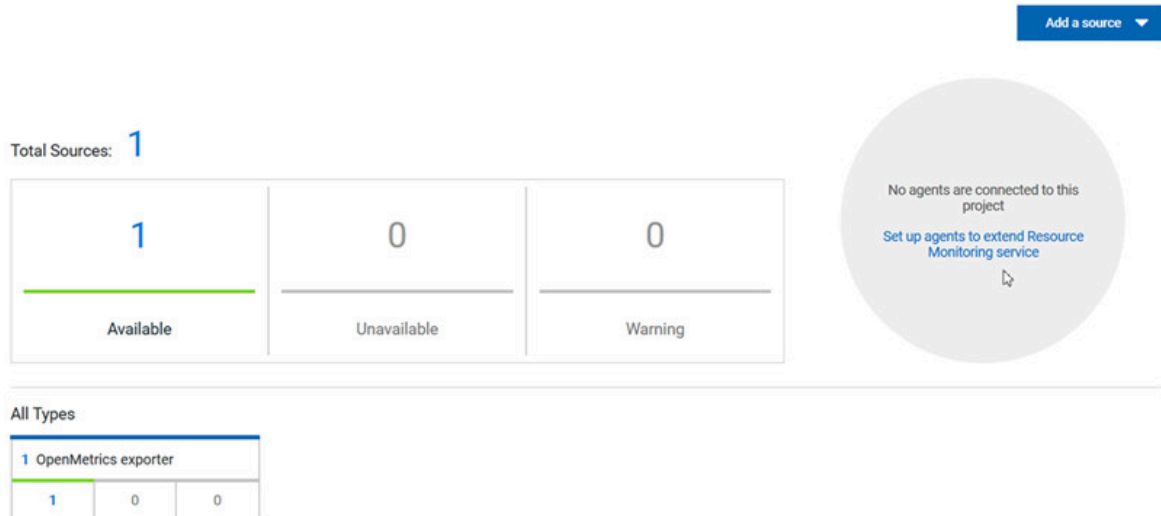 Add a source
Total Sources: 1
1
0
0
Available
Unavailable
Warning
No agents are connected to this
project
Set up agents to extend Resource
Monitoring service
All Types
1 OpenMetrics exporter
1
0
0